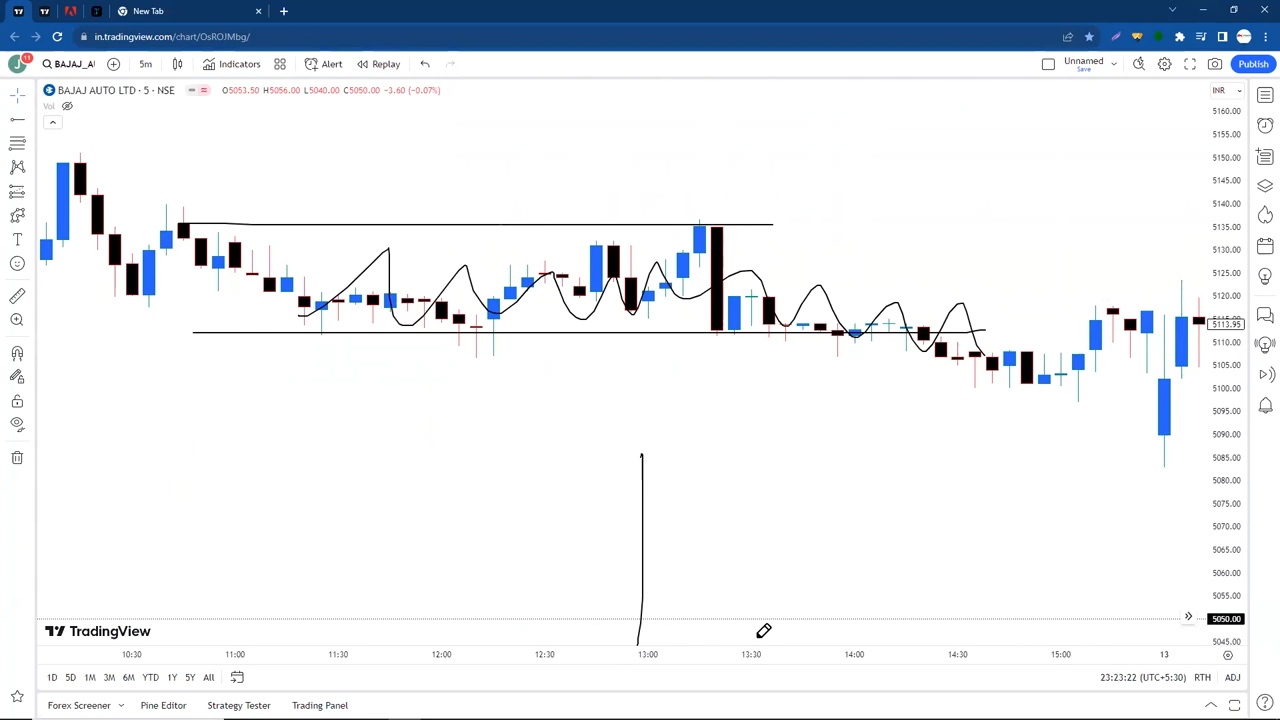 New Tab
in.tradingview.com/chart/OsROJMbg/
J 11 BAJAJ_AI 5m Indicators Alert Replay Unnamed Save Publish
BAJAJ AUTO LTD · 5 · NSE O5053.50 H5056.00 L5040.00 C5050.00 -3.60 (-0.07%) INR
Vol
5160.00
5155.00
5150.00
5145.00
5140.00
5135.00
5130.00
5125.00
5120.00
5113.95
5110.00
5105.00
5100.00
5095.00
5090.00
5085.00
5080.00
5075.00
5070.00
5065.00
5060.00
5055.00
5050.00
5045.00
TradingView
10:30 11:00 11:30 12:00 12:30 13:00 13:30 14:00 14:30 15:00 13
1D 5D 1M 3M 6M YTD 1Y 5Y All 23:23:22 (UTC+5:30) RTH ADJ
Forex Screener Pine Editor Strategy Tester Trading Panel